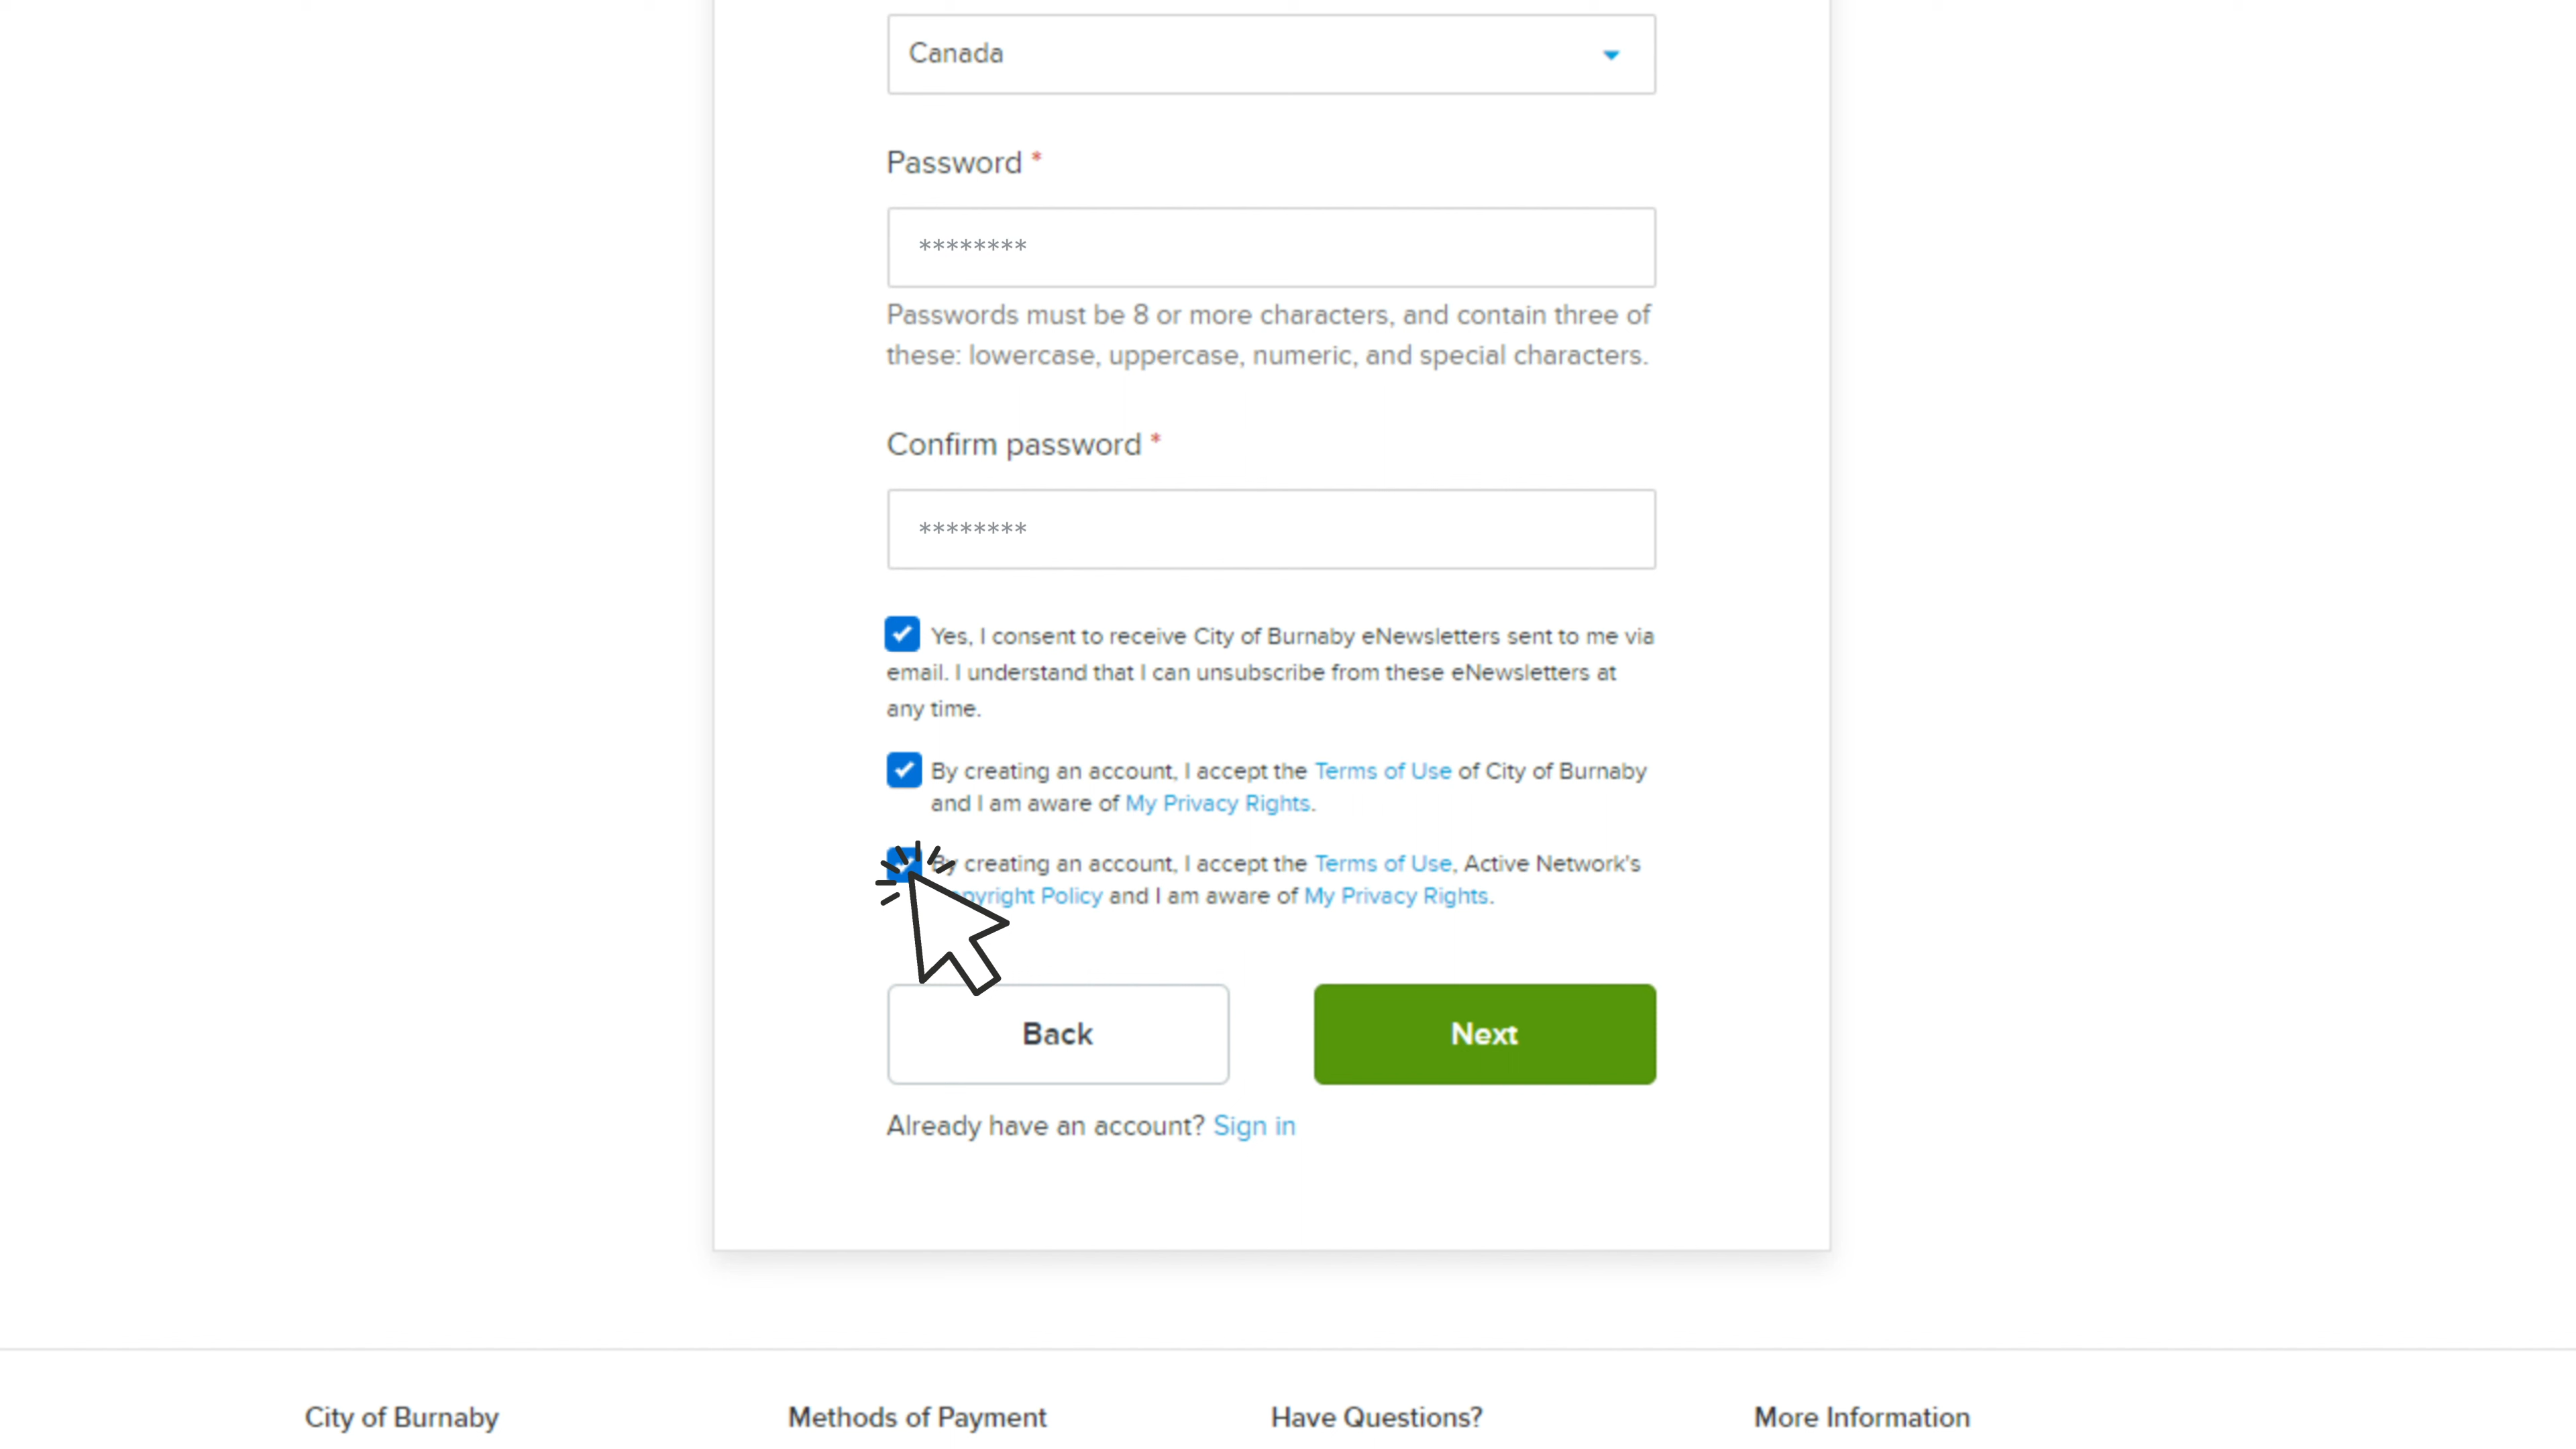 Canada
Password *
********
Passwords must be 8 or more characters, and contain three of
these: lowercase, uppercase, numeric, and special characters.
Confirm password *
********
Yes, I consent to receive City of Burnaby eNewsletters sent to me via
email. I understand that I can unsubscribe from these eNewsletters at
any time.
By creating an account, I accept the Terms of Use of City of Burnaby
and I am aware of My Privacy Rights.
By creating an account, I accept the Terms of Use, Active Network's
Copyright Policy and I am aware of My Privacy Rights.
Back
Next
Already have an account? Sign in
City of Burnaby
Methods of Payment
Have Questions?
More Information